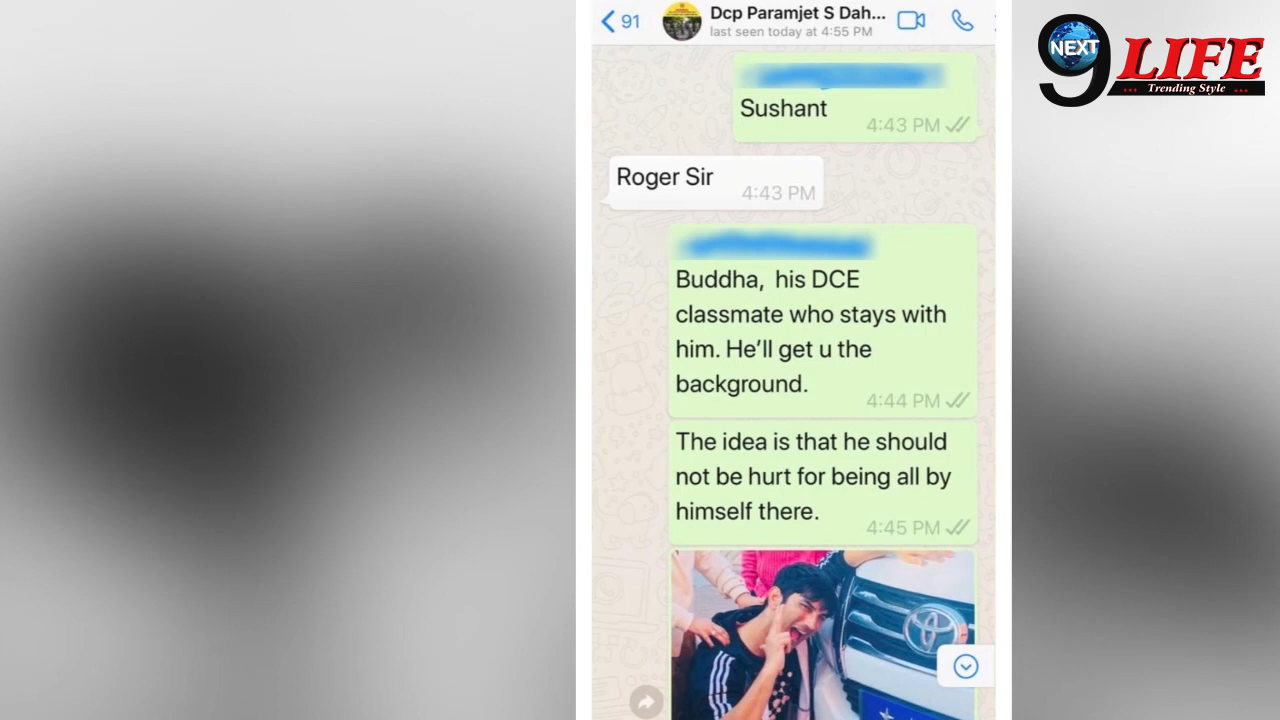 91
Dcp Paramjet S Dah...
last seen today at 4:55 PM
NEXT
9 LIFE
... Trending Style ...
Sushant
4:43 PM
Roger Sir
4:43 PM
Buddha, his DCE
classmate who stays with
him. He’ll get u the
background.
4:44 PM
The idea is that he should
not be hurt for being all by
himself there.
4:45 PM